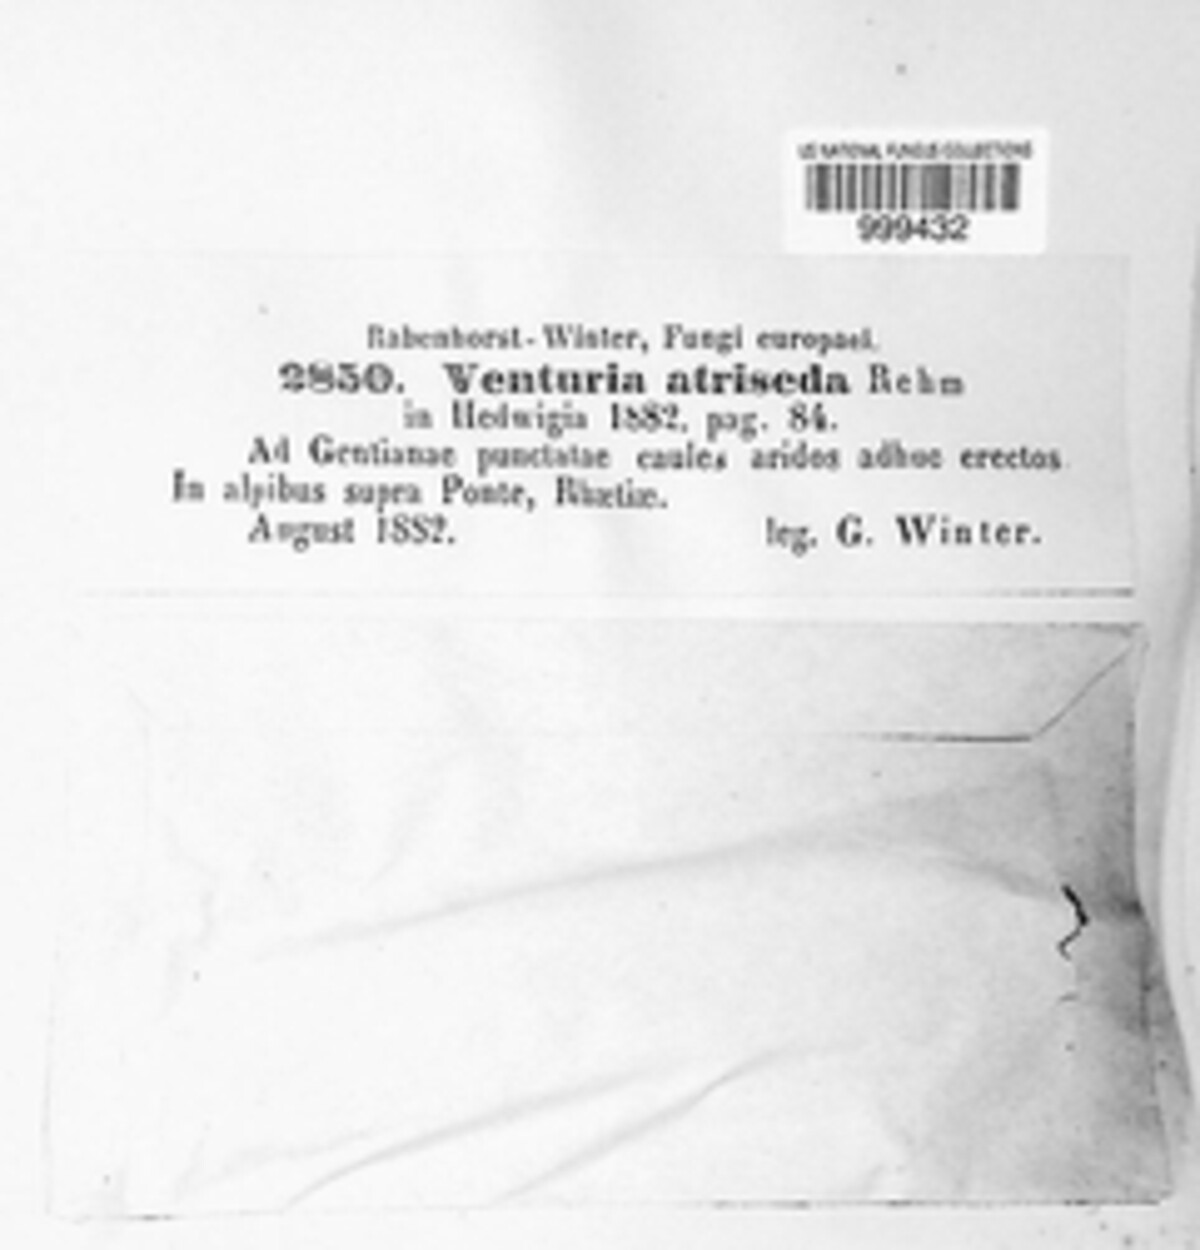 US NATIONAL FUNGUS COLLECTIONS
999432
Rabenhorst-Winter, Fungi europaei.
2850. Venturia atriseda Rehm
in Hedwigia 1882. pag. 84.
Ad Gentianae punctatae caules aridos adhuc erectos
In alpibus supra Ponte, Rhætiæ.
August 1882. leg. G. Winter.